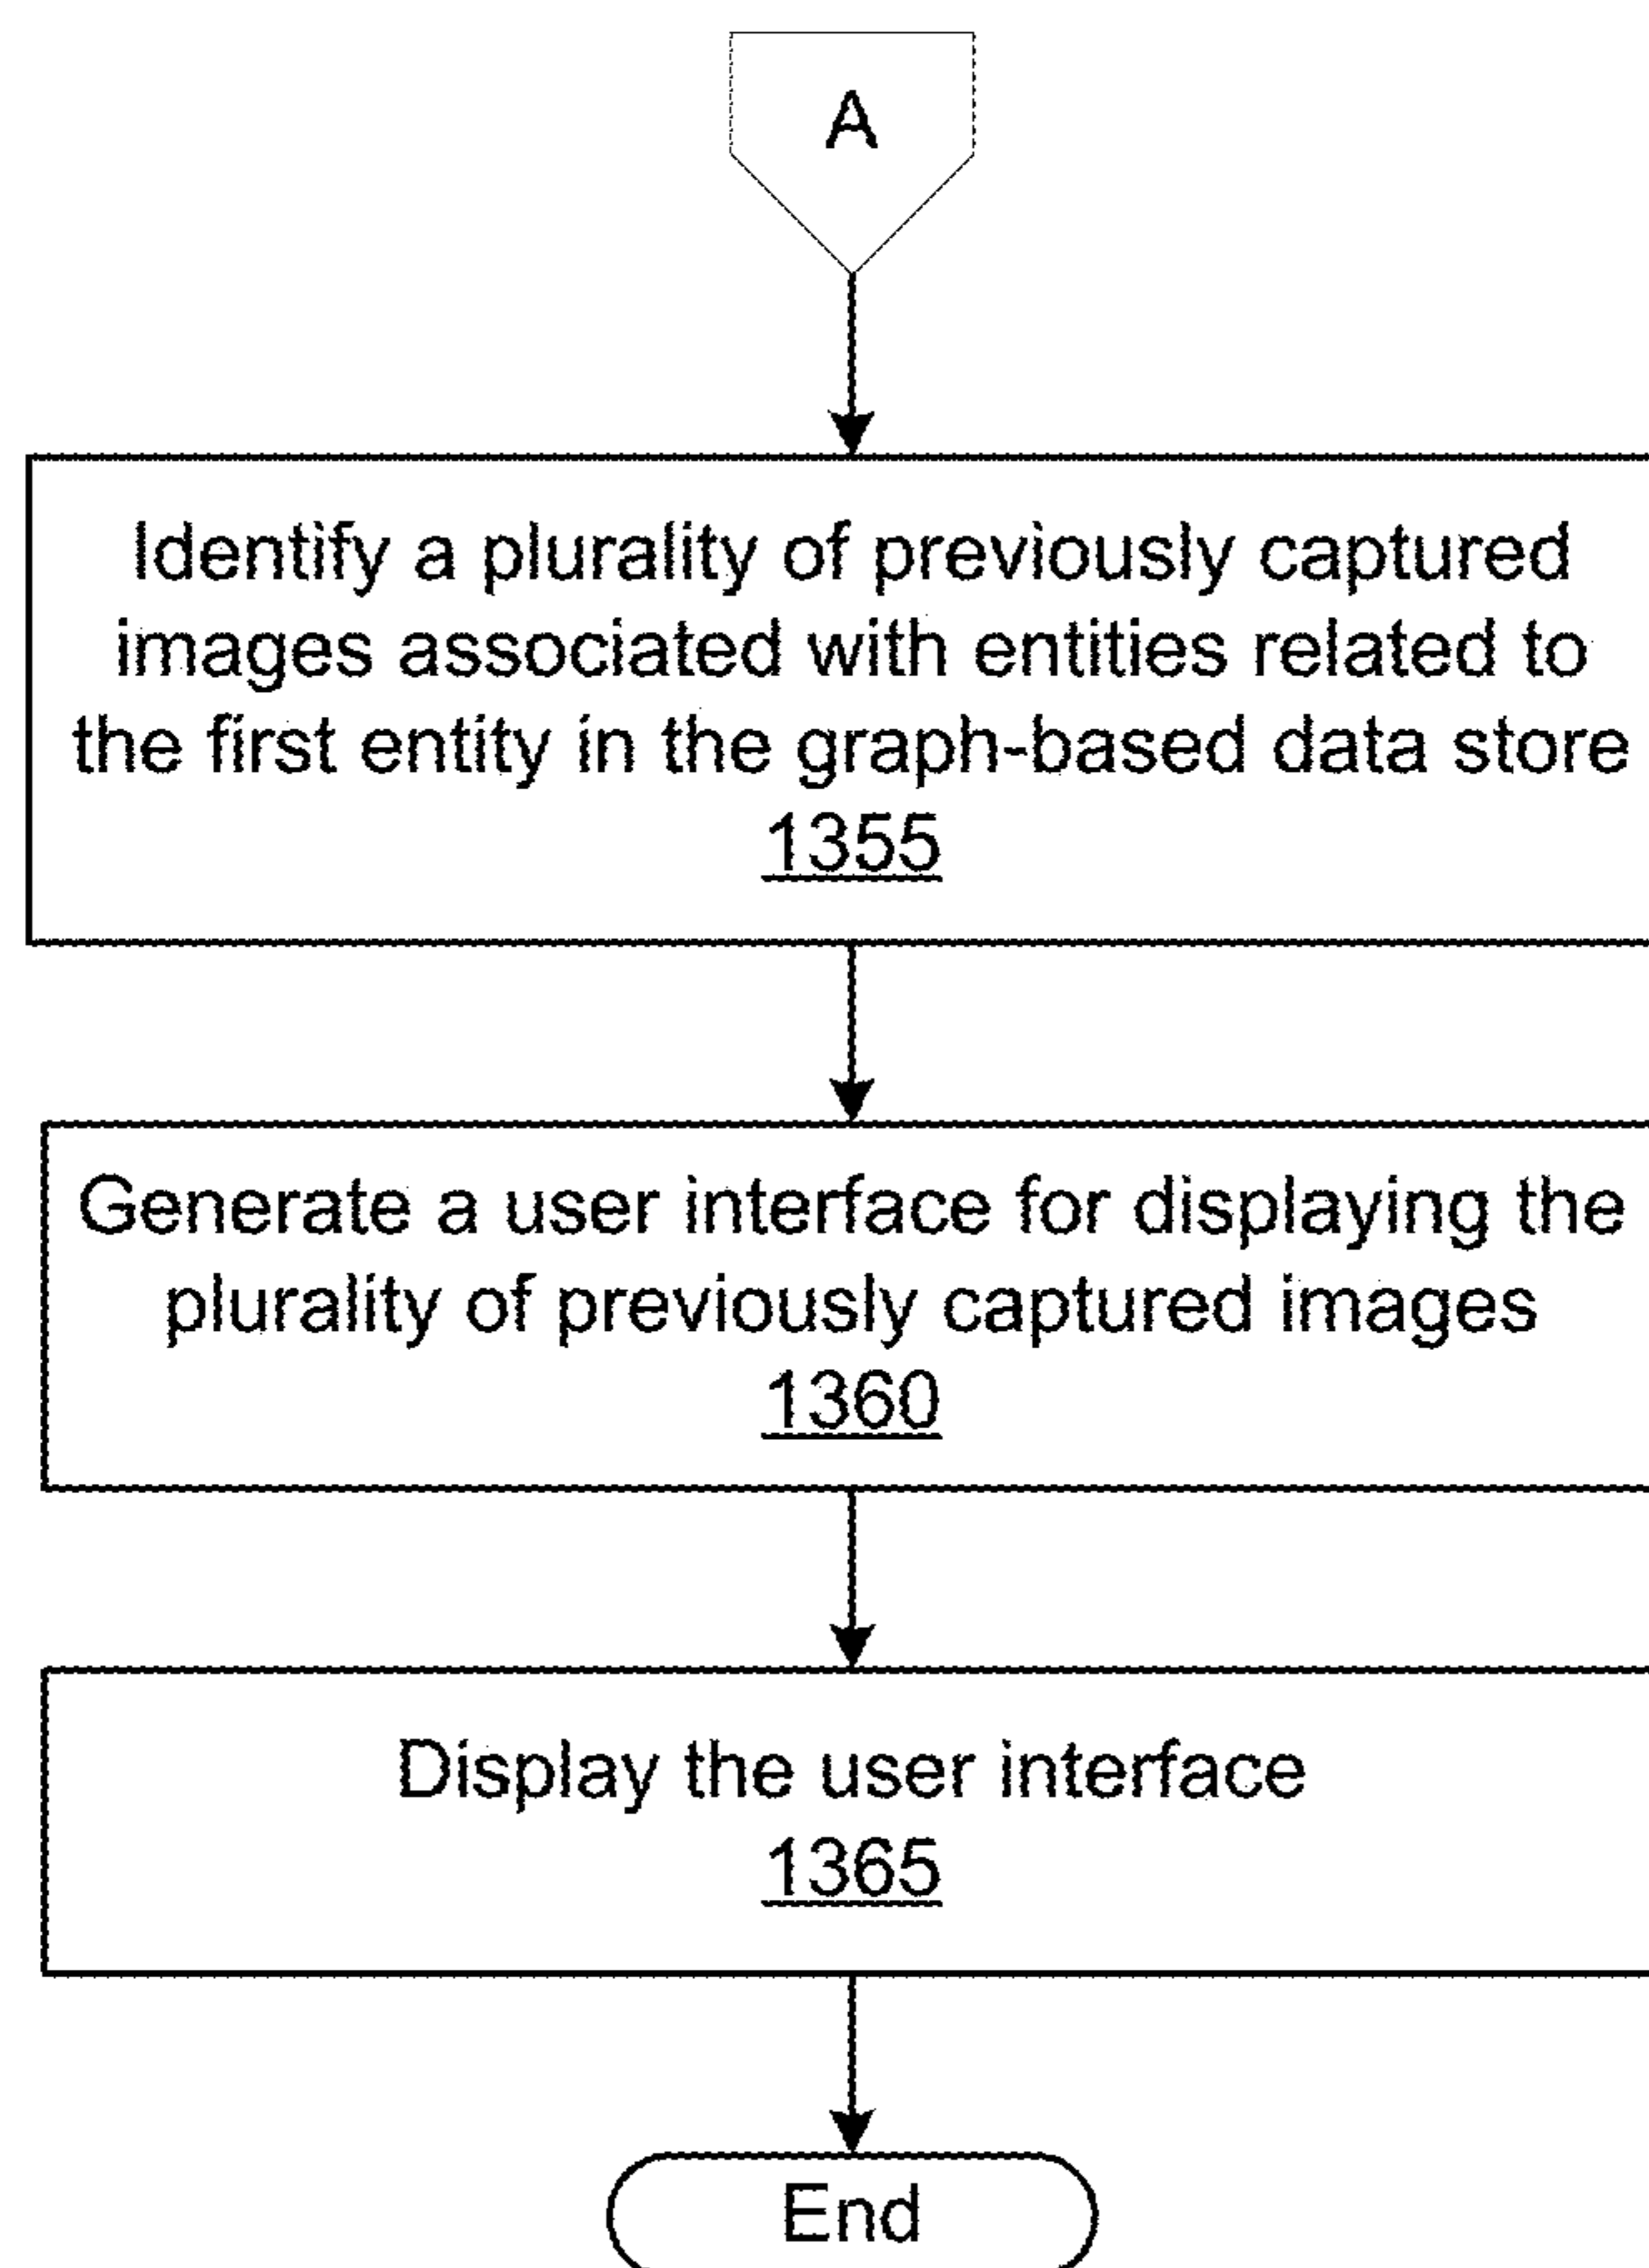 A
Identify a plurality of previously captured
images associated with entities related to
the first entity in the graph-based data store
1355
Generate a user interface for displaying the
plurality of previously captured images
1360
Display the user interface
1365
End